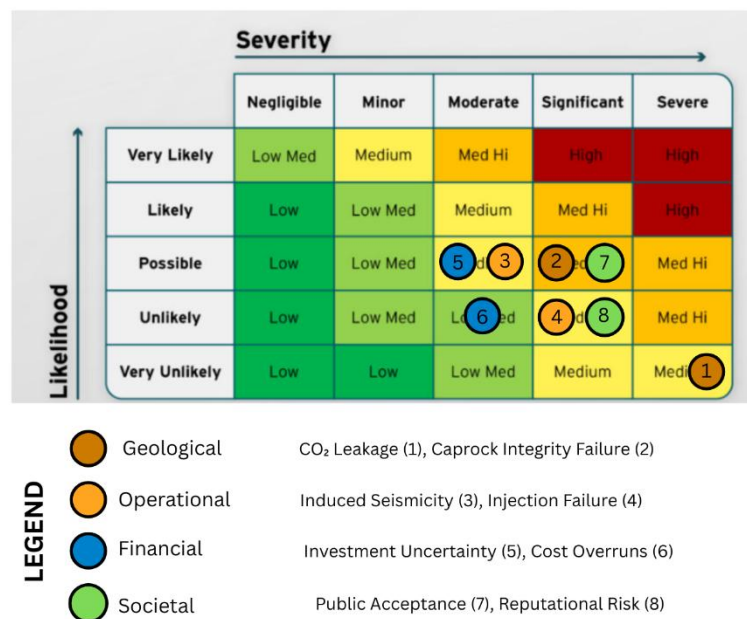 Severity
Negligible Minor Moderate Significant Severe
Very Likely Low Med Medium Med Hi High High
Likely Low Low Med Medium Med Hi High
Possible Low Low Med 5 3 2 7 Med Hi
Unlikely Low Low Med 6 4 8 Med Hi
Very Unlikely Low Low Low Med Medium 1
Likelihood
LEGEND
Geological CO₂ Leakage (1), Caprock Integrity Failure (2)
Operational Induced Seismicity (3), Injection Failure (4)
Financial Investment Uncertainty (5), Cost Overruns (6)
Societal Public Acceptance (7), Reputational Risk (8)